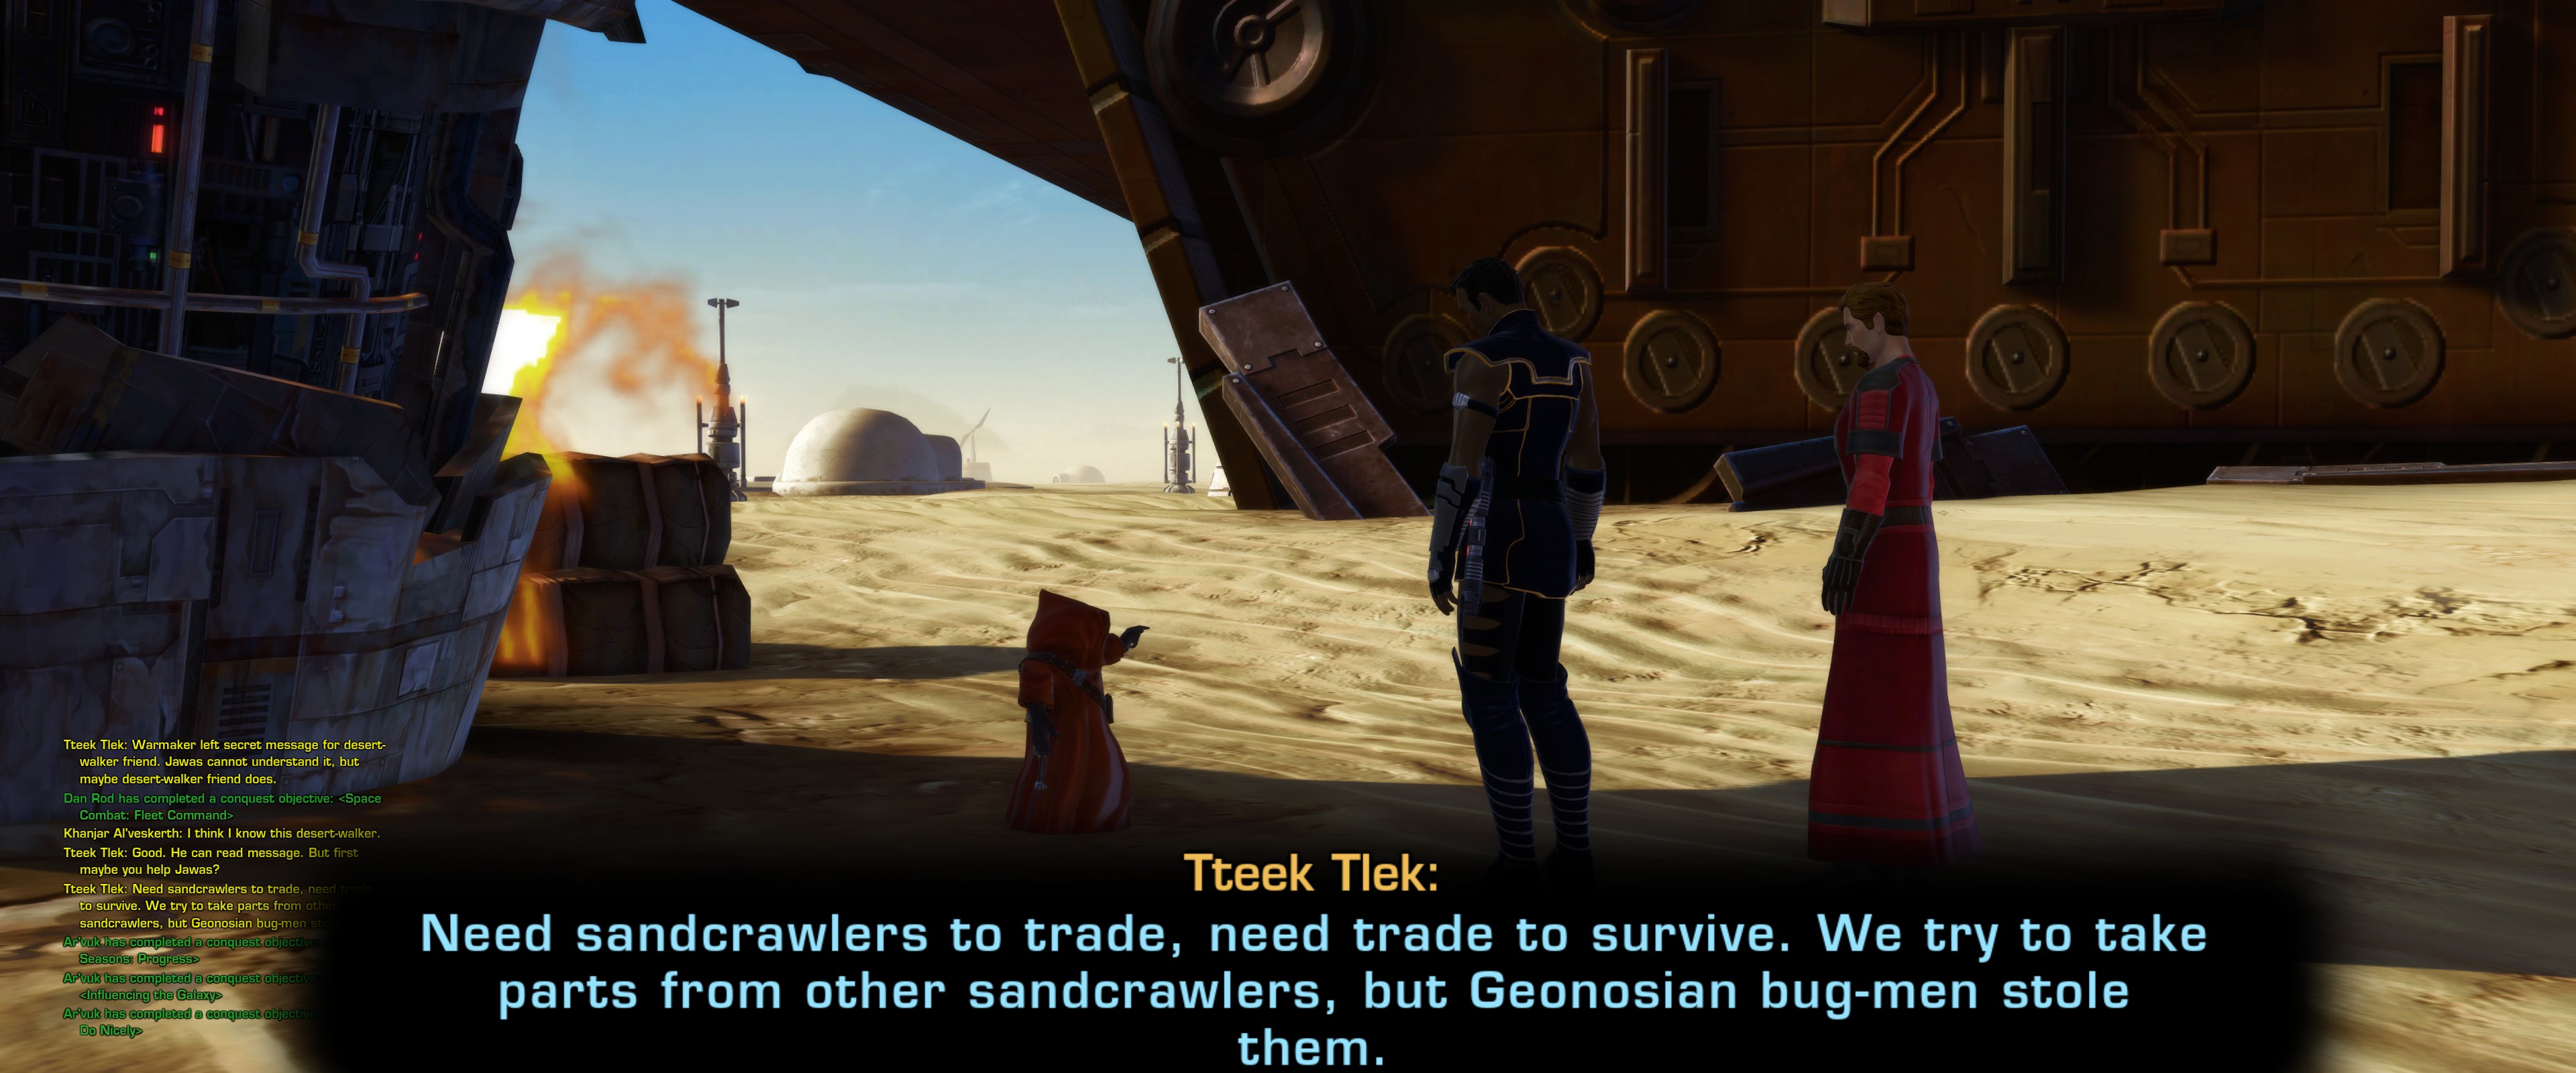 Tteek Tlek: Warmaker left secret message for desert-
walker friend. Jawas cannot understand it, but
maybe desert-walker friend does.
Dan Rod has completed a conquest objective: <Space
Combat: Fleet Command>
Khanjar Al'veskerth: I think I know this desert-walker.
Tteek Tlek: Good. He can read message. But first
maybe you help Jawas?
Tteek Tlek: Need sandcrawlers to trade, need trade
to survive. We try to take parts from other
sandcrawlers, but Geonosian bug-men
Ar'vuk has completed a conquest objective:
Seasons: Progress>
Ar'vuk has completed a conquest objective:
<Influencing the Galaxy>
Ar'vuk has completed a conquest objective:
Do Nicely>
Tteek Tlek:
Need sandcrawlers to trade, need trade to survive. We try to take
parts from other sandcrawlers, but Geonosian bug-men stole
them.